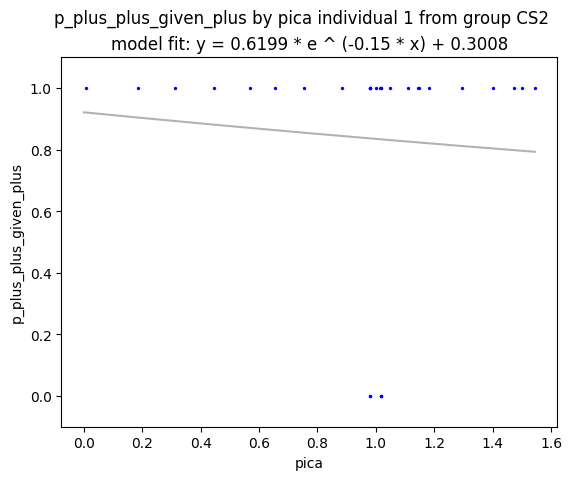 p_plus_plus_given_plus by pica individual 1 from group CS2
model fit: y = 0.6199 * e ^ (-0.15 * x) + 0.3008
1.0
0.8
0.6
0.4
0.2
0.0
p_plus_plus_given_plus
0.0 0.2 0.4 0.6 0.8 1.0 1.2 1.4 1.6
pica